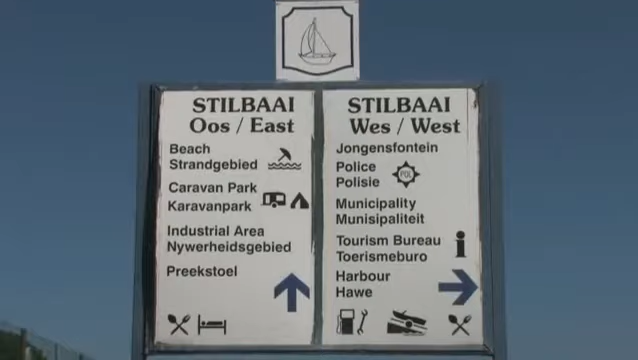 STILBAAI
Oos / East
Beach
Strandgebied
Caravan Park
Karavanpark
Industrial Area
Nywerheidsgebied
Preekstoel
STILBAAI
Wes / West
Jongensfontein
Police
Polisie
POL
Municipality
Munisipaliteit
Tourism Bureau
Toerismeburo
Harbour
Hawe